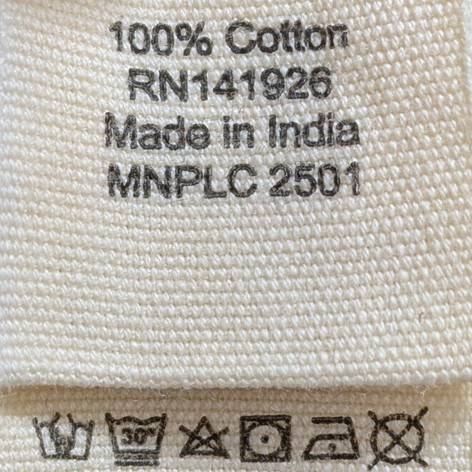 100% Cotton
RN141926
Made in India
MNPLC 2501
30°